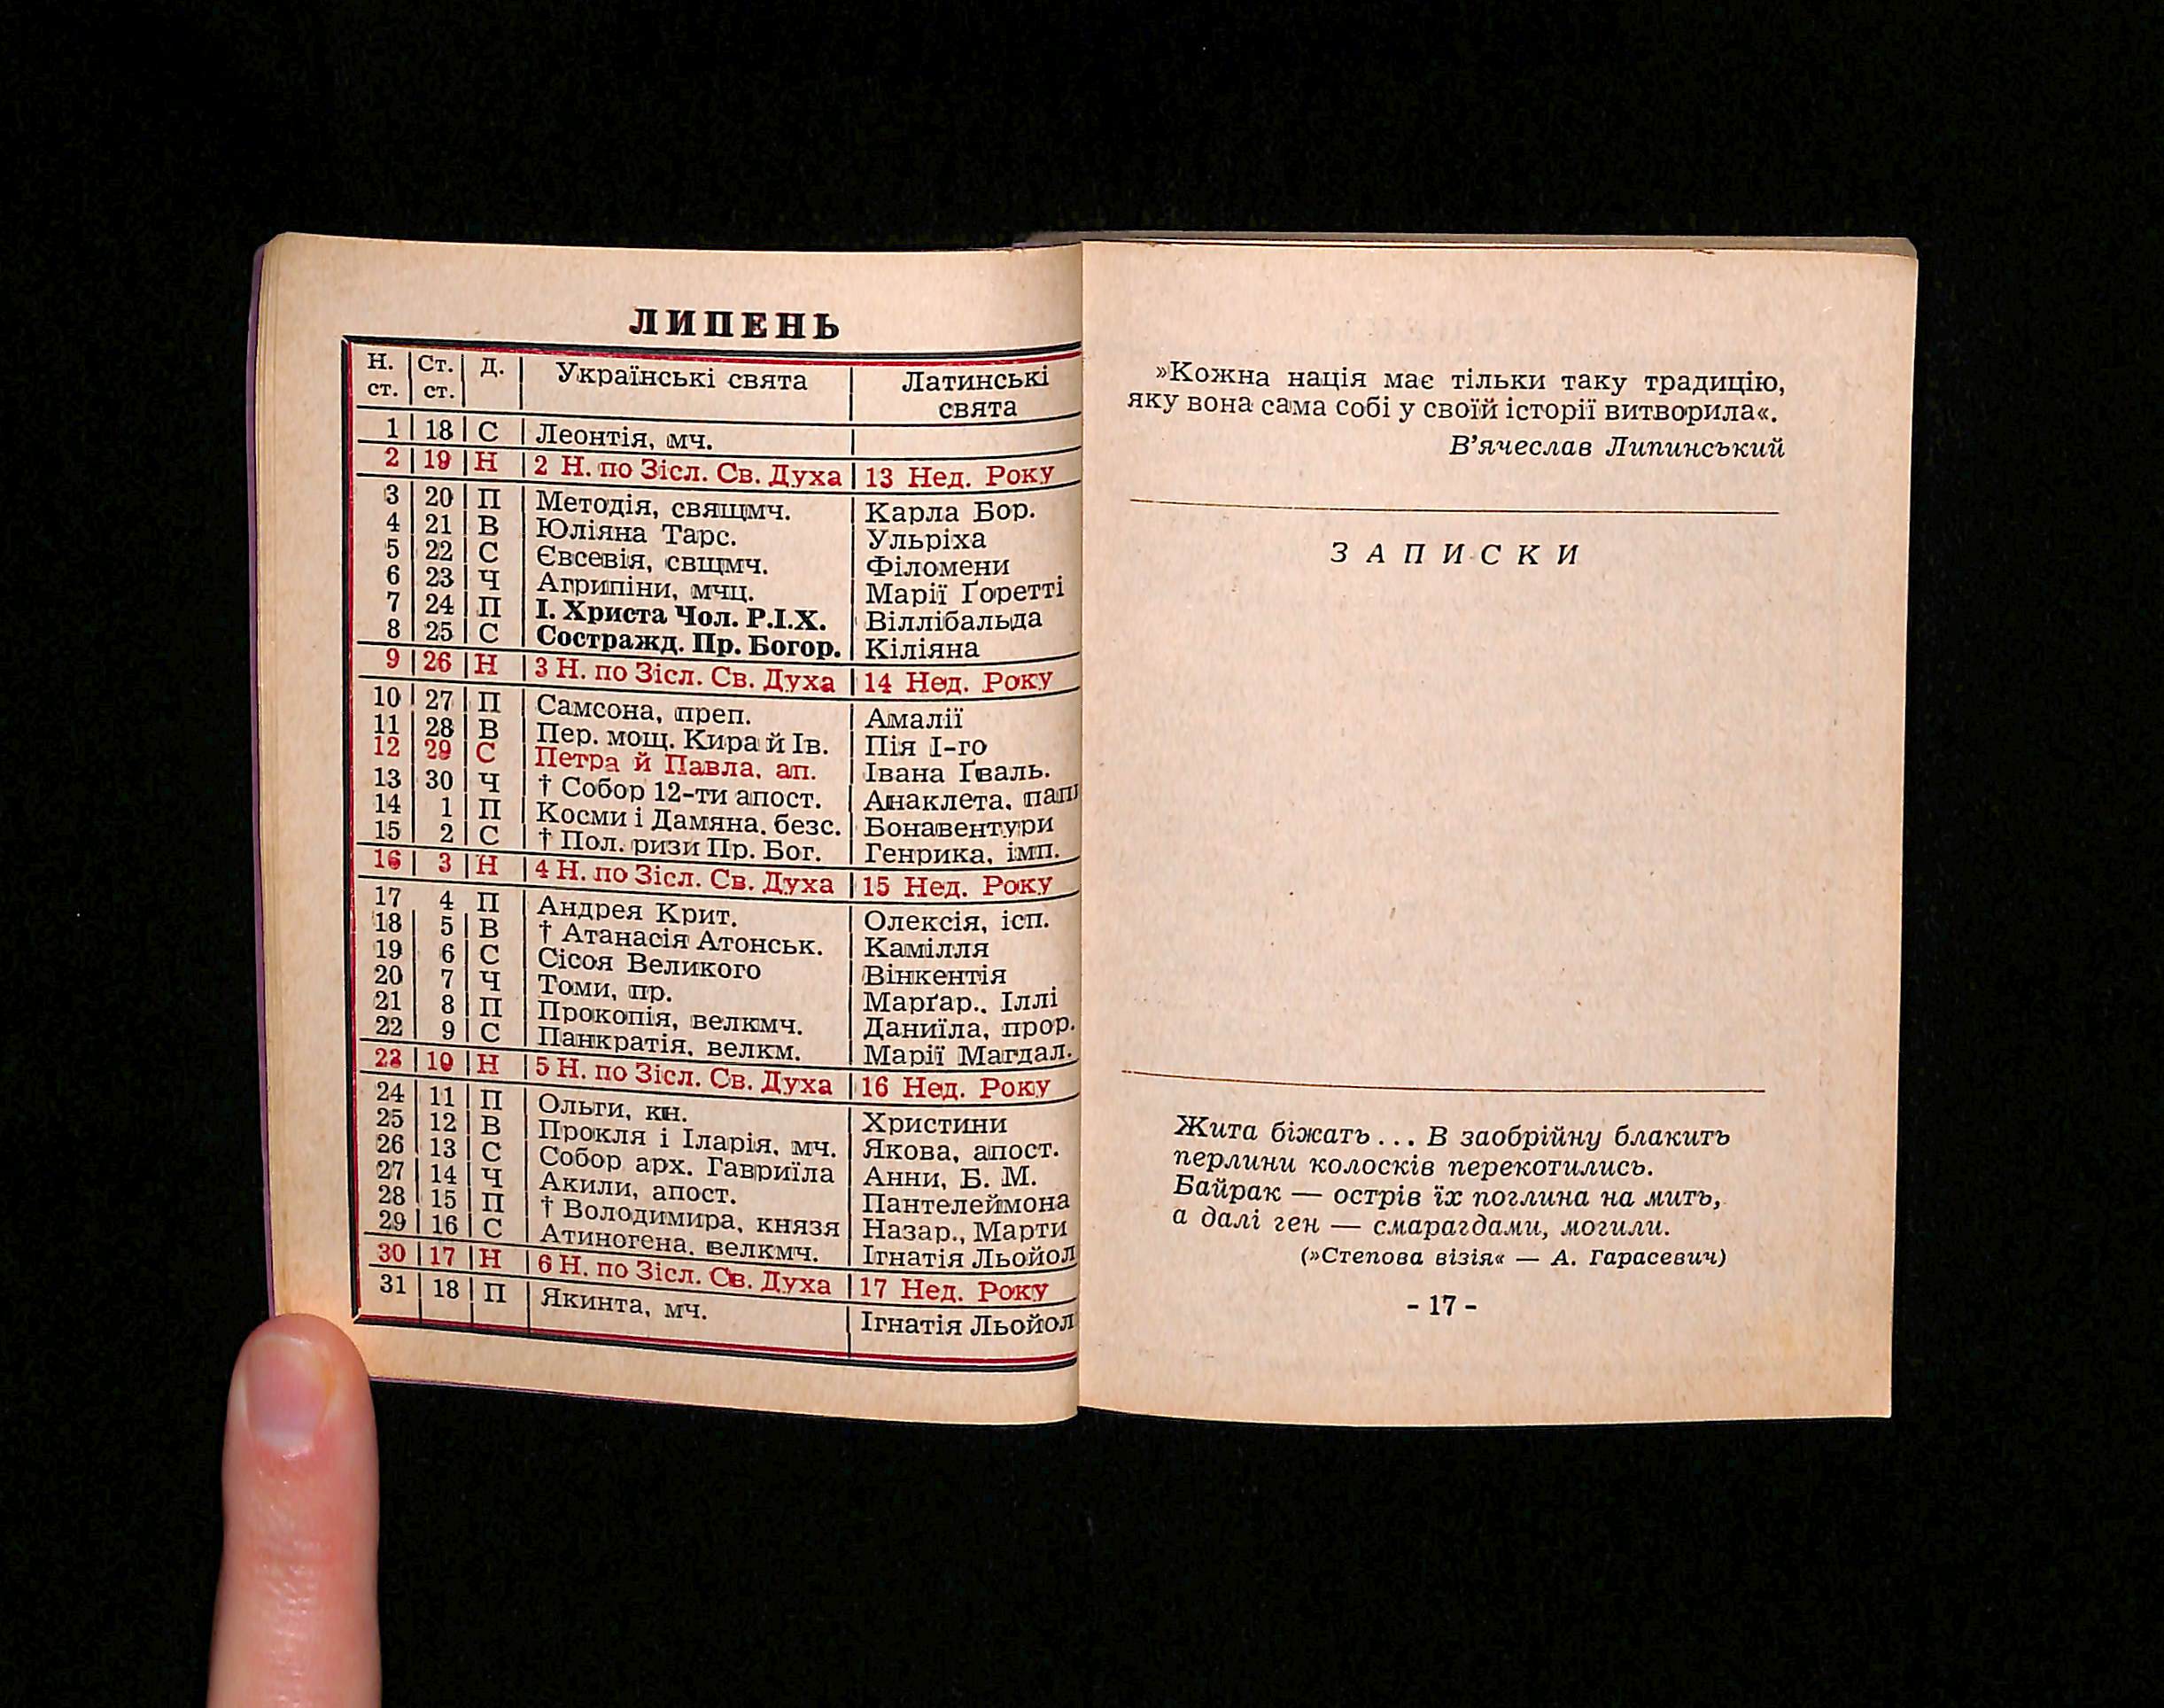 ЛИПЕНЬ
Н. ст. | Ст. ст. | Д. | Українські свята | Латинські свята
1 | 18 | С | Леонтія, мч. |
2 | 19 | Н | 2 Н. по Зісл. Св. Духа | 13 Нед. Року
3 | 20 | П | Методія, свящмч. | Карла Бор.
4 | 21 | В | Юліяна Тарс. | Ульріха
5 | 22 | С | Євсевія, свщмч. | Філомени
6 | 23 | Ч | Агрипіни, мчц. | Марії Ґоретті
7 | 24 | П | І. Христа Чол. Р.І.Х. | Віллібальда
8 | 25 | С | Состражд. Пр. Богор. | Кіліяна
9 | 26 | Н | 3 Н. по Зісл. Св. Духа | 14 Нед. Року
10 | 27 | П | Самсона, преп. | Амалії
11 | 28 | В | Пер. мощ. Кира й Ів. | Пія І-го
12 | 29 | С | Петра й Павла, ап. | Івана Ґваль.
13 | 30 | Ч | † Собор 12-ти апост. | Анаклета, пап
14 | 1 | П | Косми і Дамяна, безс. | Бонавентури
15 | 2 | С | † Пол. ризи Пр. Бог. | Генрика, імп.
16 | 3 | Н | 4 Н. по Зісл. Св. Духа | 15 Нед. Року
17 | 4 | П | Андрея Крит. | Олексія, ісп.
18 | 5 | В | † Атанасія Атонськ. | Камілля
19 | 6 | С | Сісоя Великого | Вінкентія
20 | 7 | Ч | Томи, пр. | Марґар., Іллі
21 | 8 | П | Прокопія, велкмч. | Даниїла, прор.
22 | 9 | С | Панкратія, велкм. | Марії Магдал.
23 | 10 | Н | 5 Н. по Зісл. Св. Духа | 16 Нед. Року
24 | 11 | П | Ольги, кн. | Христини
25 | 12 | В | Прокля і Іларія, мч. | Якова, апост.
26 | 13 | С | Собор арх. Гавриїла | Анни, Б. М.
27 | 14 | Ч | Акили, апост. | Пантелеймона
28 | 15 | П | † Володимира, князя | Назар., Марти
29 | 16 | С | Атиногена, велкмч. | Ігнатія Льойол
30 | 17 | Н | 6 Н. по Зісл. Св. Духа | 17 Нед. Року
31 | 18 | П | Якинта, мч. | Ігнатія Льойол
»Кожна нація має тільки таку традицію,
яку вона сама собі у своїй історії витворила«.
В'ячеслав Липинський
ЗАПИСКИ
Жита біжать... В заобрійну блакить
перлини колосків перекотились.
Байрак — острів їх поглина на мить,
а далі ген — смарагдами, могили.
(»Степова візія« — А. Гарасевич)
- 17 -